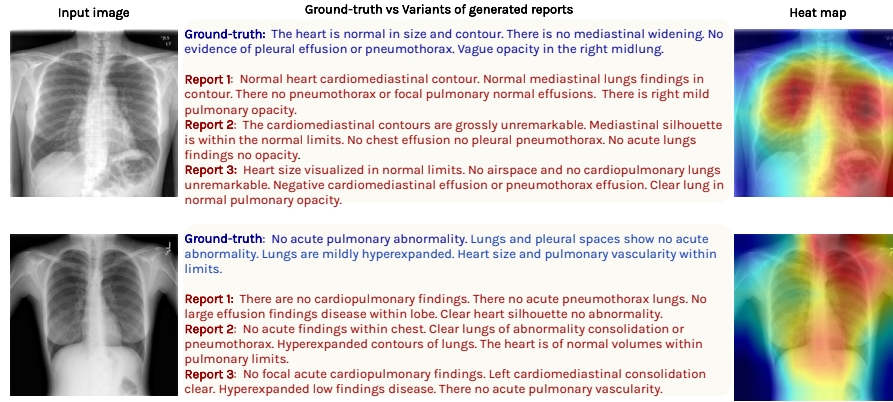 Input image
Ground-truth vs Variants of generated reports
Heat map
Ground-truth: The heart is normal in size and contour. There is no mediastinal widening. No
evidence of pleural effusion or pneumothorax. Vague opacity in the right midlung.
Report 1: Normal heart cardiomediastinal contour. Normal mediastinal lungs findings in
contour. There no pneumothorax or focal pulmonary normal effusions. There is right mild
pulmonary opacity.
Report 2: The cardiomediastinal contours are grossly unremarkable. Mediastinal silhouette
is within the normal limits. No chest effusion no pleural pneumothorax. No acute lungs
findings no opacity.
Report 3: Heart size visualized in normal limits. No airspace and no cardiopulmonary lungs
unremarkable. Negative cardiomediastinal effusion or pneumothorax effusion. Clear lung in
normal pulmonary opacity.
Ground-truth: No acute pulmonary abnormality. Lungs and pleural spaces show no acute
abnormality. Lungs are mildly hyperexpanded. Heart size and pulmonary vascularity within
limits.
Report 1: There are no cardiopulmonary findings. There no acute pneumothorax lungs. No
large effusion findings disease within lobe. Clear heart silhouette no abnormality.
Report 2: No acute findings within chest. Clear lungs of abnormality consolidation or
pneumothorax. Hyperexpanded contours of lungs. The heart is of normal volumes within
pulmonary limits.
Report 3: No focal acute cardiopulmonary findings. Left cardiomediastinal consolidation
clear. Hyperexpanded low findings disease. There no acute pulmonary vascularity.